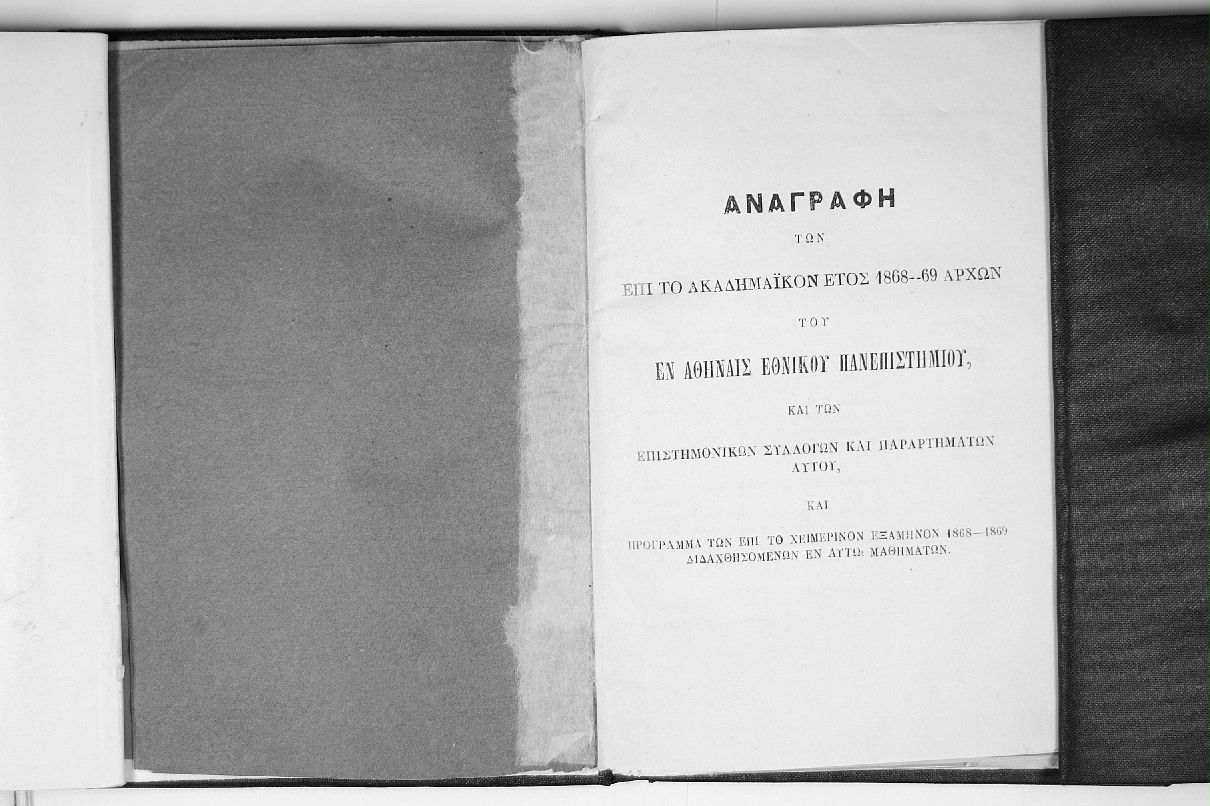 ΑΝΑΓΡΑΦΗ
ΤΩΝ
ΕΠΙ ΤΟ ΑΚΑΔΗΜΑΪΚΟΝ ΕΤΟΣ 1868--69 ΑΡΧΩΝ
ΤΟΥ
ΕΝ ΑΘΗΝΑΙΣ ΕΘΝΙΚΟΥ ΠΑΝΕΠΙΣΤΗΜΙΟΥ,
ΚΑΙ ΤΩΝ
ΕΠΙΣΤΗΜΟΝΙΚΩΝ ΣΥΛΛΟΓΩΝ ΚΑΙ ΠΑΡΑΡΤΗΜΑΤΩΝ
ΑΥΤΟΥ,
ΚΑΙ
ΠΡΟΓΡΑΜΜΑ ΤΩΝ ΕΠΙ ΤΟ ΧΕΙΜΕΡΙΝΟΝ ΕΞΑΜΗΝΟΝ 1868—1869
ΔΙΔΑΧΘΗΣΟΜΕΝΩΝ ΕΝ ΑΥΤΩι ΜΑΘΗΜΑΤΩΝ.